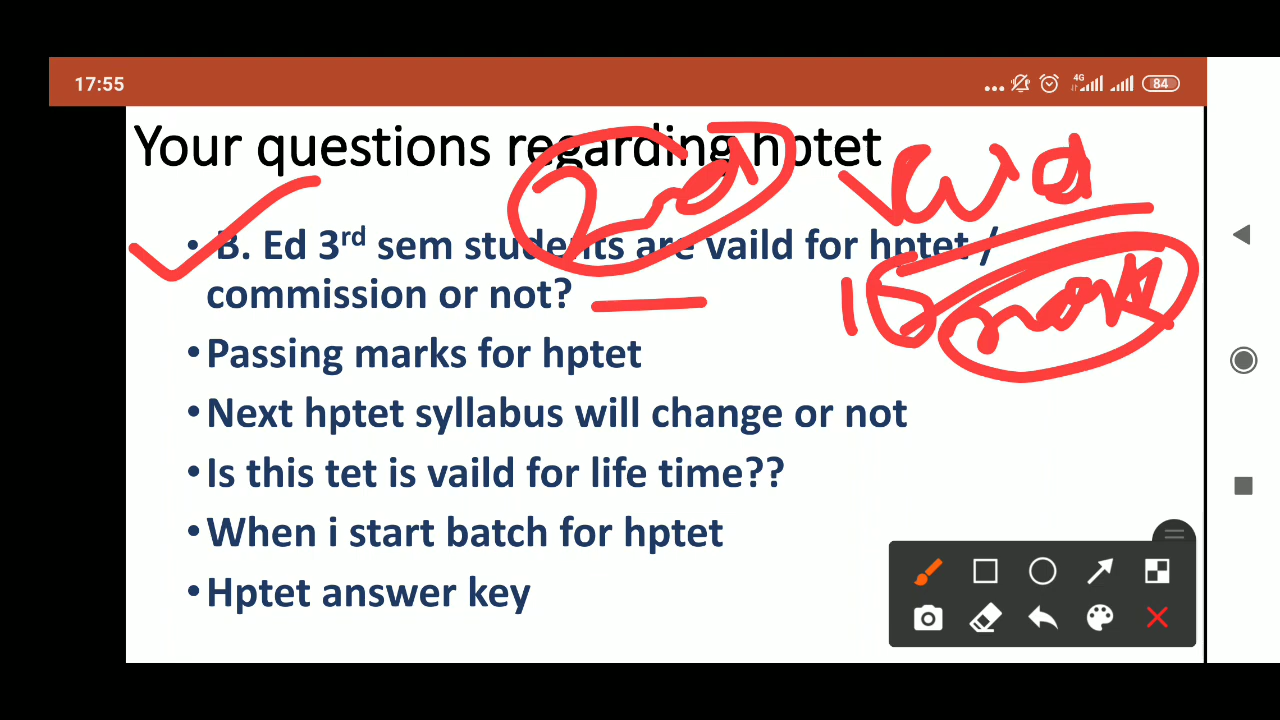 17:55
4G
84
Your questions regarding hptet
2nd
• B. Ed 3rd sem students are vaild for hptet /
commission or not?
15 mark
• Passing marks for hptet
• Next hptet syllabus will change or not
• Is this tet is vaild for life time??
• When i start batch for hptet
• Hptet answer key